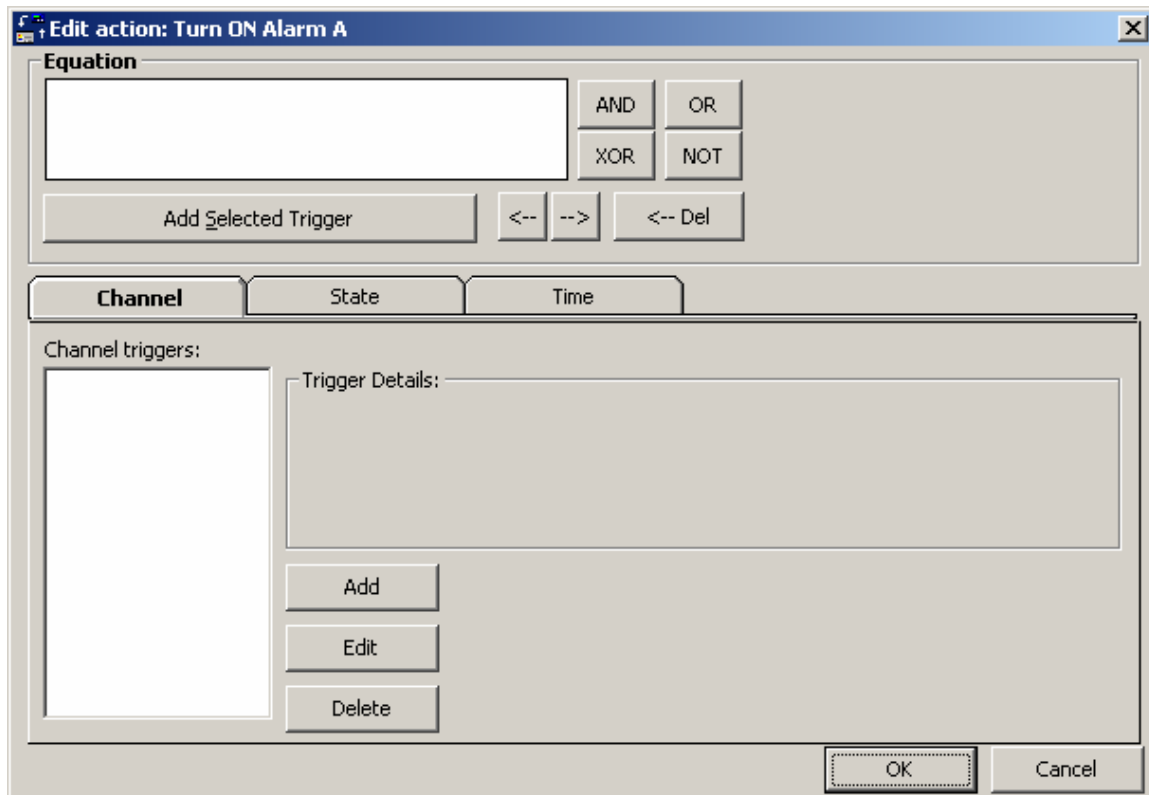 Edit action: Turn ON Alarm A
Equation
AND OR
XOR NOT
Add Selected Trigger <-- --> <-- Del
Channel State Time
Channel triggers:
Trigger Details:
Add
Edit
Delete
OK Cancel